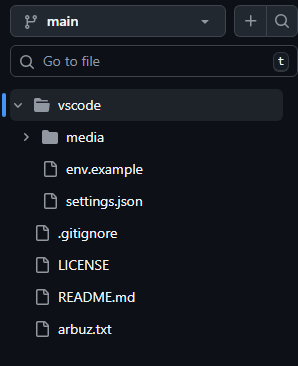 main
Go to file
t
vscode
media
env.example
settings.json
.gitignore
LICENSE
README.md
arbuz.txt